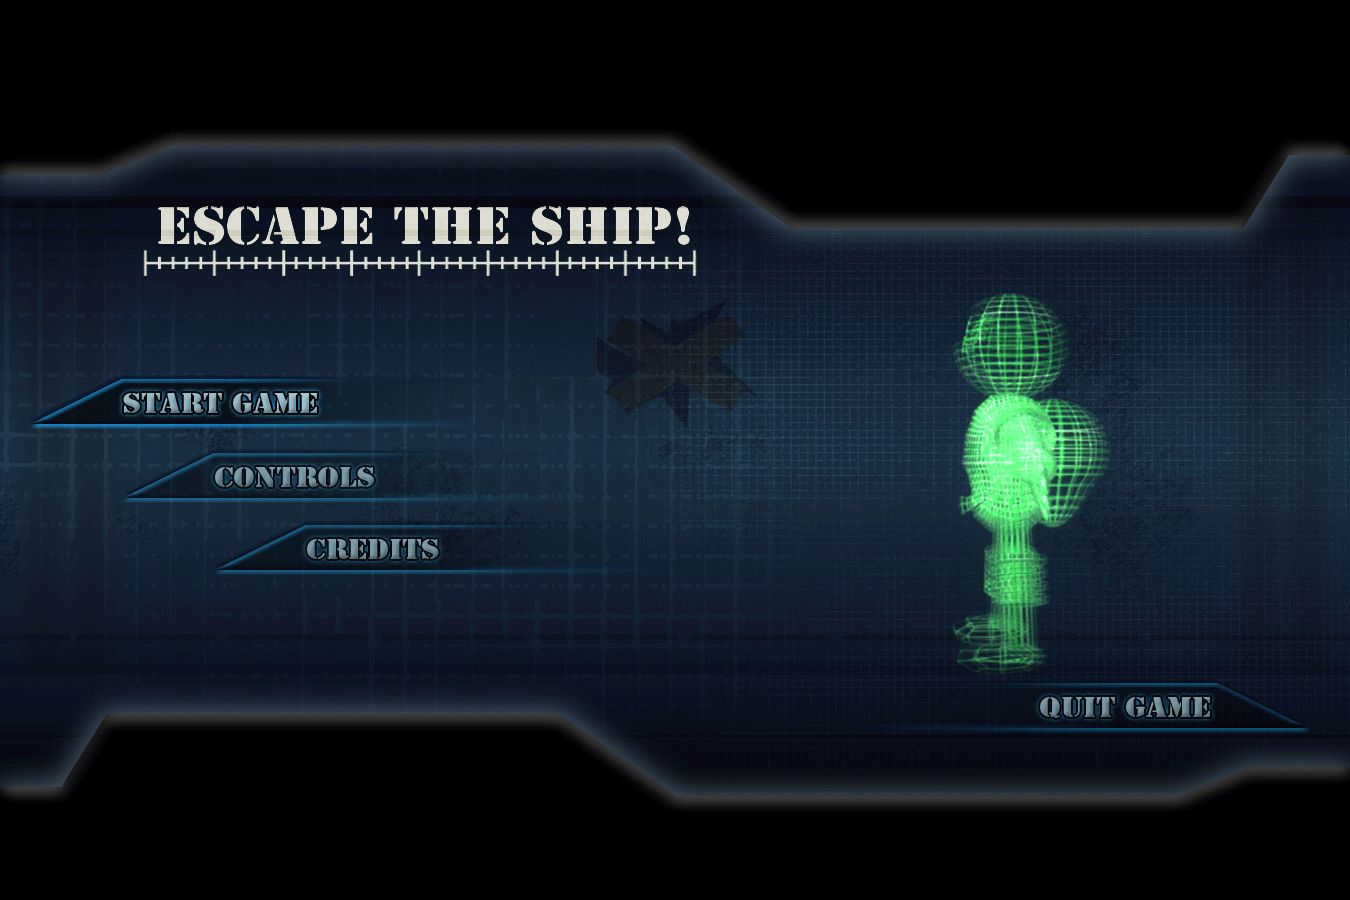 ESCAPE THE SHIP!
START GAME
CONTROLS
CREDITS
QUIT GAME